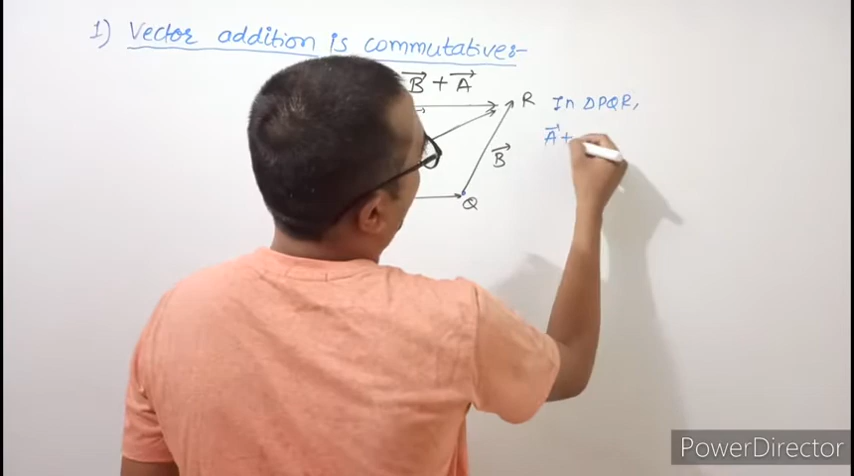 1) Vector addition is commutative:-
B + A
R In ΔPQR,
A +
B
Q
PowerDirector